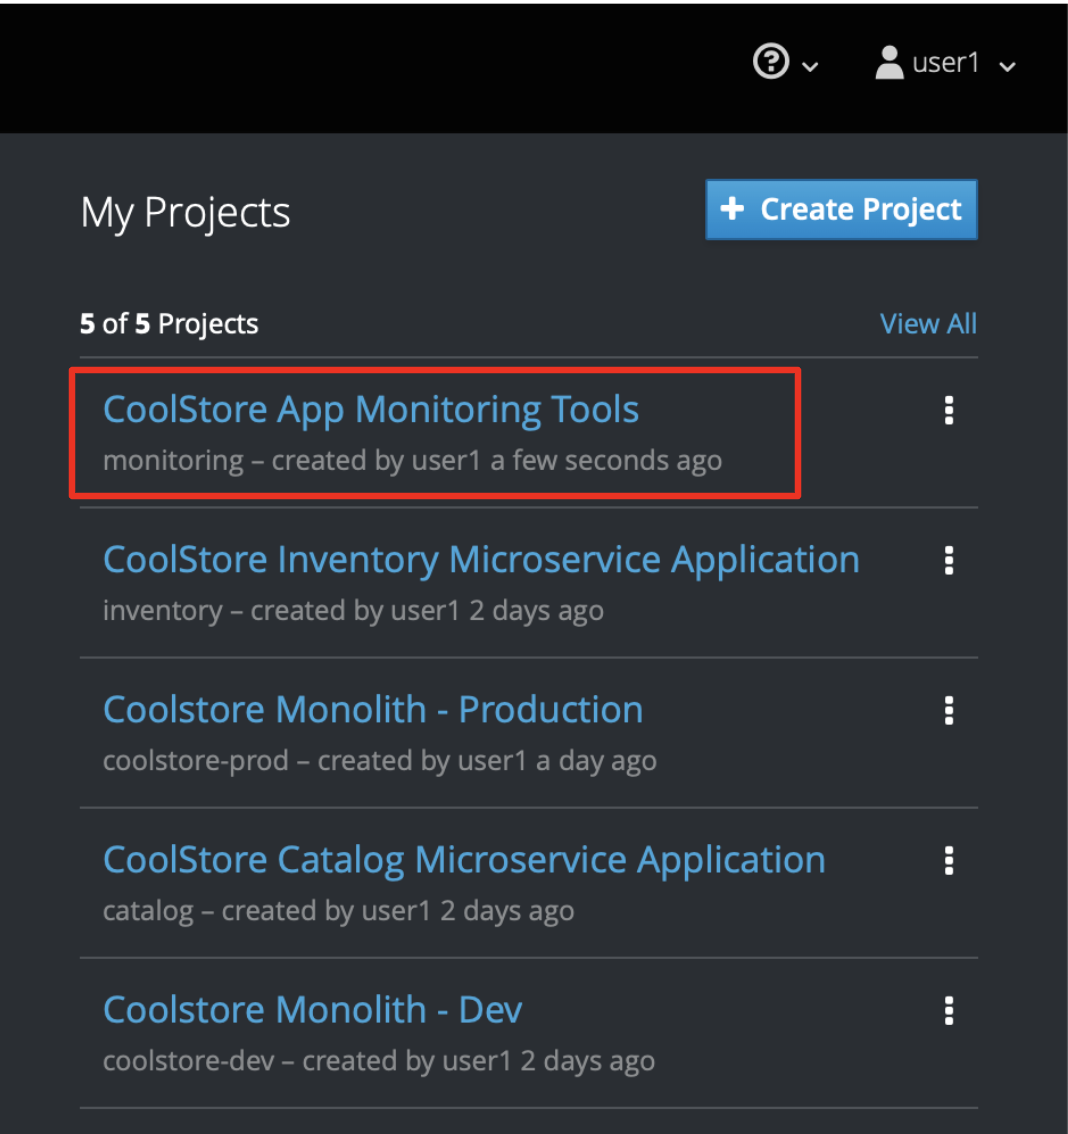 user1
My Projects
+ Create Project
5 of 5 Projects
View All
CoolStore App Monitoring Tools
monitoring – created by user1 a few seconds ago
CoolStore Inventory Microservice Application
inventory – created by user1 2 days ago
Coolstore Monolith - Production
coolstore-prod – created by user1 a day ago
CoolStore Catalog Microservice Application
catalog – created by user1 2 days ago
Coolstore Monolith - Dev
coolstore-dev – created by user1 2 days ago